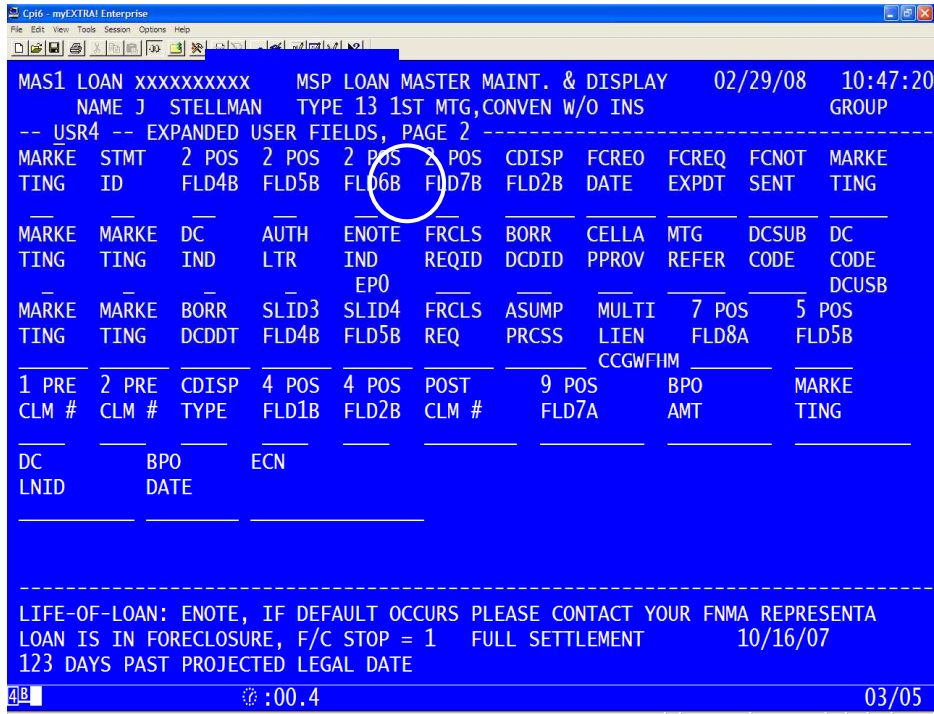 Cpi6 - myEXTRA! Enterprise
File Edit View Tools Session Options Help
MAS1 LOAN xxxxxxxxxx MSP LOAN MASTER MAINT. & DISPLAY 02/29/08 10:47:20
NAME J STELLMAN TYPE 13 1ST MTG,CONVEN W/O INS GROUP
-- USR4 -- EXPANDED USER FIELDS, PAGE 2 ----------------------------------------
MARKE STMT 2 POS 2 POS 2 POS 2 POS CDISP FCREO FCREQ FCNOT MARKE
TING ID FLD4B FLD5B FLD6B FLD7B FLD2B DATE EXPDT SENT TING
MARKE MARKE DC AUTH ENOTE FRCLS BORR CELLA MTG DCSUB DC
TING TING IND LTR IND REQID DCDID PPROV REFER CODE CODE
EP0 DCUSB
MARKE MARKE BORR SLID3 SLID4 FRCLS ASUMP MULTI 7 POS 5 POS
TING TING DCDDT FLD4B FLD5B REQ PRCSS LIEN FLD8A FLD5B
CCGWFHM
1 PRE 2 PRE CDISP 4 POS 4 POS POST 9 POS BPO MARKE
CLM # CLM # TYPE FLD1B FLD2B CLM # FLD7A AMT TING
DC BPO ECN
LNID DATE
--------------------------------------------------------------------------------
LIFE-OF-LOAN: ENOTE, IF DEFAULT OCCURS PLEASE CONTACT YOUR FNMA REPRESENTA
LOAN IS IN FORECLOSURE, F/C STOP = 1 FULL SETTLEMENT 10/16/07
123 DAYS PAST PROJECTED LEGAL DATE
4B :00.4 03/05